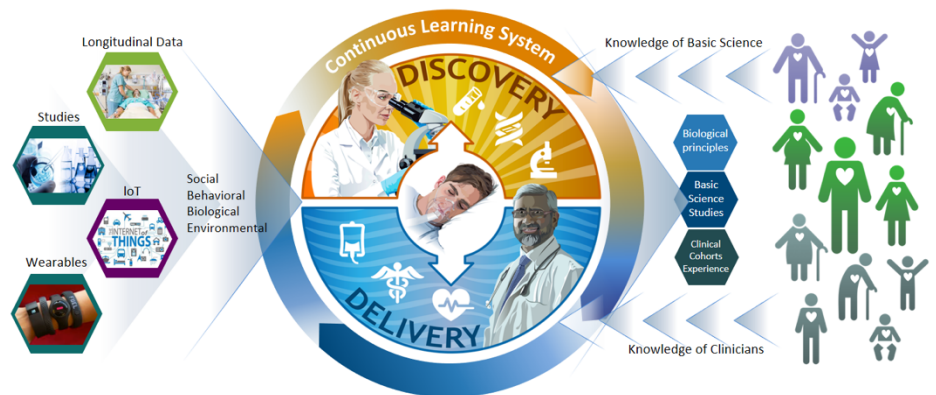 Longitudinal Data
Studies
IoT
THE INTERNET of
THINGS
Wearables
Social
Behavioral
Biological
Environmental
Continuous Learning System
DISCOVERY
DELIVERY
Knowledge of Basic Science
Biological
principles
Basic
Science
Studies
Clinical
Cohorts
Experience
Knowledge of Clinicians